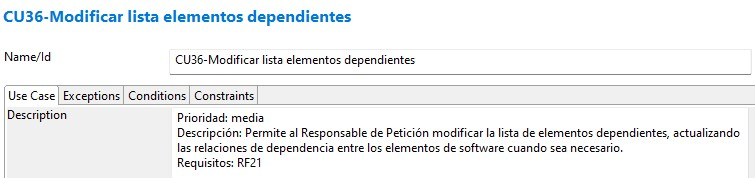 CU36-Modificar lista elementos dependientes
Name/Id CU36-Modificar lista elementos dependientes
Use Case Exceptions Conditions Constraints
Description Prioridad: media
Descripción: Permite al Responsable de Petición modificar la lista de elementos dependientes, actualizando
las relaciones de dependencia entre los elementos de software cuando sea necesario.
Requisitos: RF21